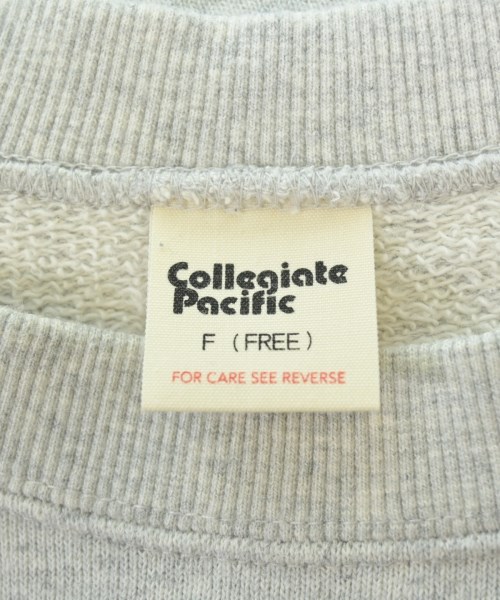 Collegiate
Pacific
F (FREE)
FOR CARE SEE REVERSE